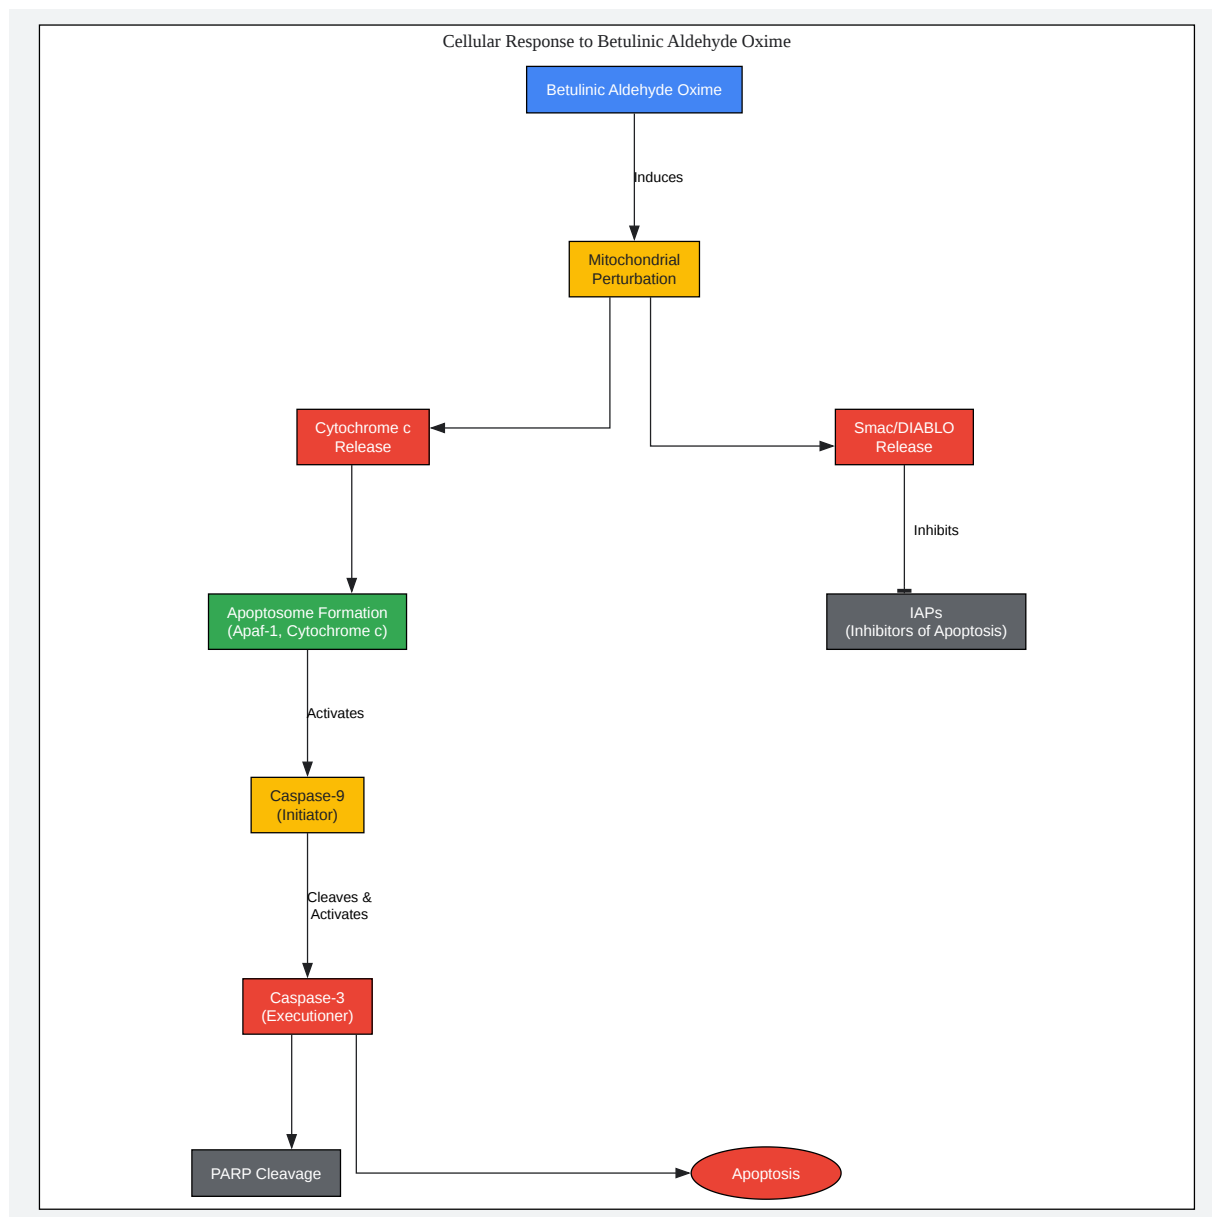 Cellular Response to Betulinic Aldehyde Oxime
Betulinic Aldehyde Oxime
Induces
Mitochondrial
Perturbation
Cytochrome c
Release
Smac/DIABLO
Release
Inhibits
Apoptosome Formation
(Apaf-1, Cytochrome c)
IAPs
(Inhibitors of Apoptosis)
Activates
Caspase-9
(Initiator)
Cleaves &
Activates
Caspase-3
(Executioner)
PARP Cleavage
Apoptosis